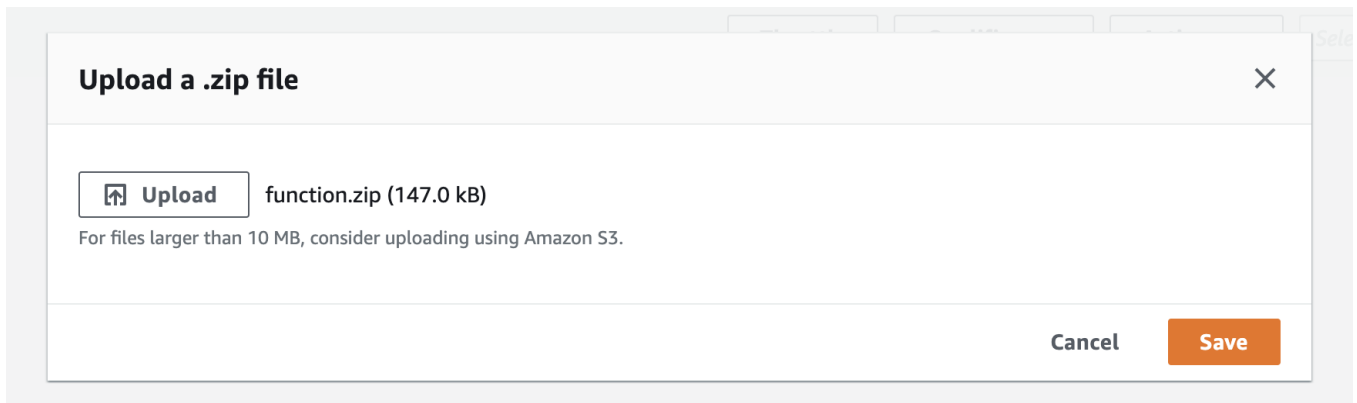 Upload a .zip file
Upload function.zip (147.0 kB)
For files larger than 10 MB, consider uploading using Amazon S3.
Cancel Save